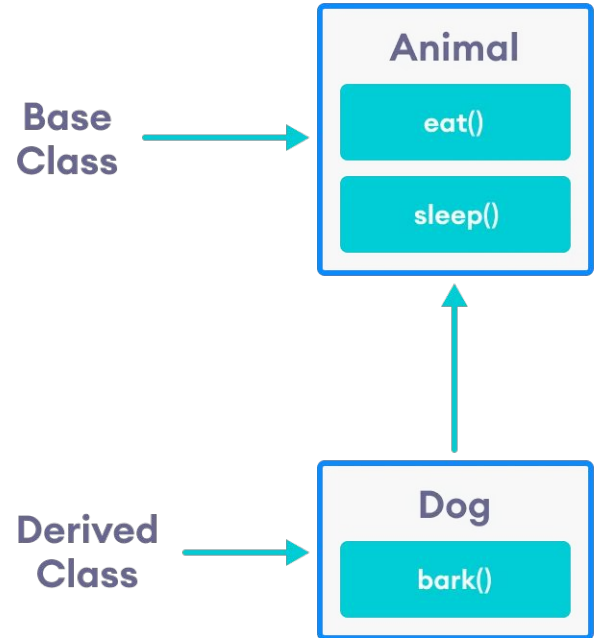 Animal
Base
Class
eat()
sleep()
Dog
Derived
Class
bark()